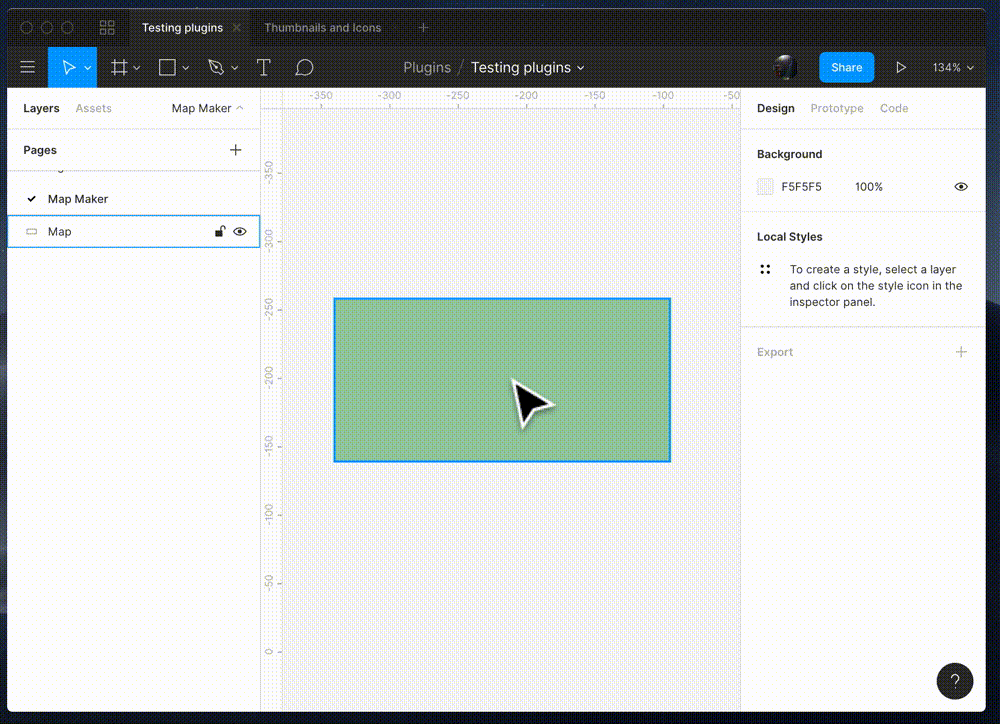 Testing plugins
Thumbnails and Icons
Plugins / Testing plugins
Share
134%
Layers
Assets
Map Maker
Pages
Map Maker
Map
-350
-300
-250
-200
-150
-100
-50
-350
-300
-250
-200
-150
-100
-50
0
Design
Prototype
Code
Background
F5F5F5
100%
Local Styles
To create a style, select a layer
and click on the style icon in the
inspector panel.
Export
?